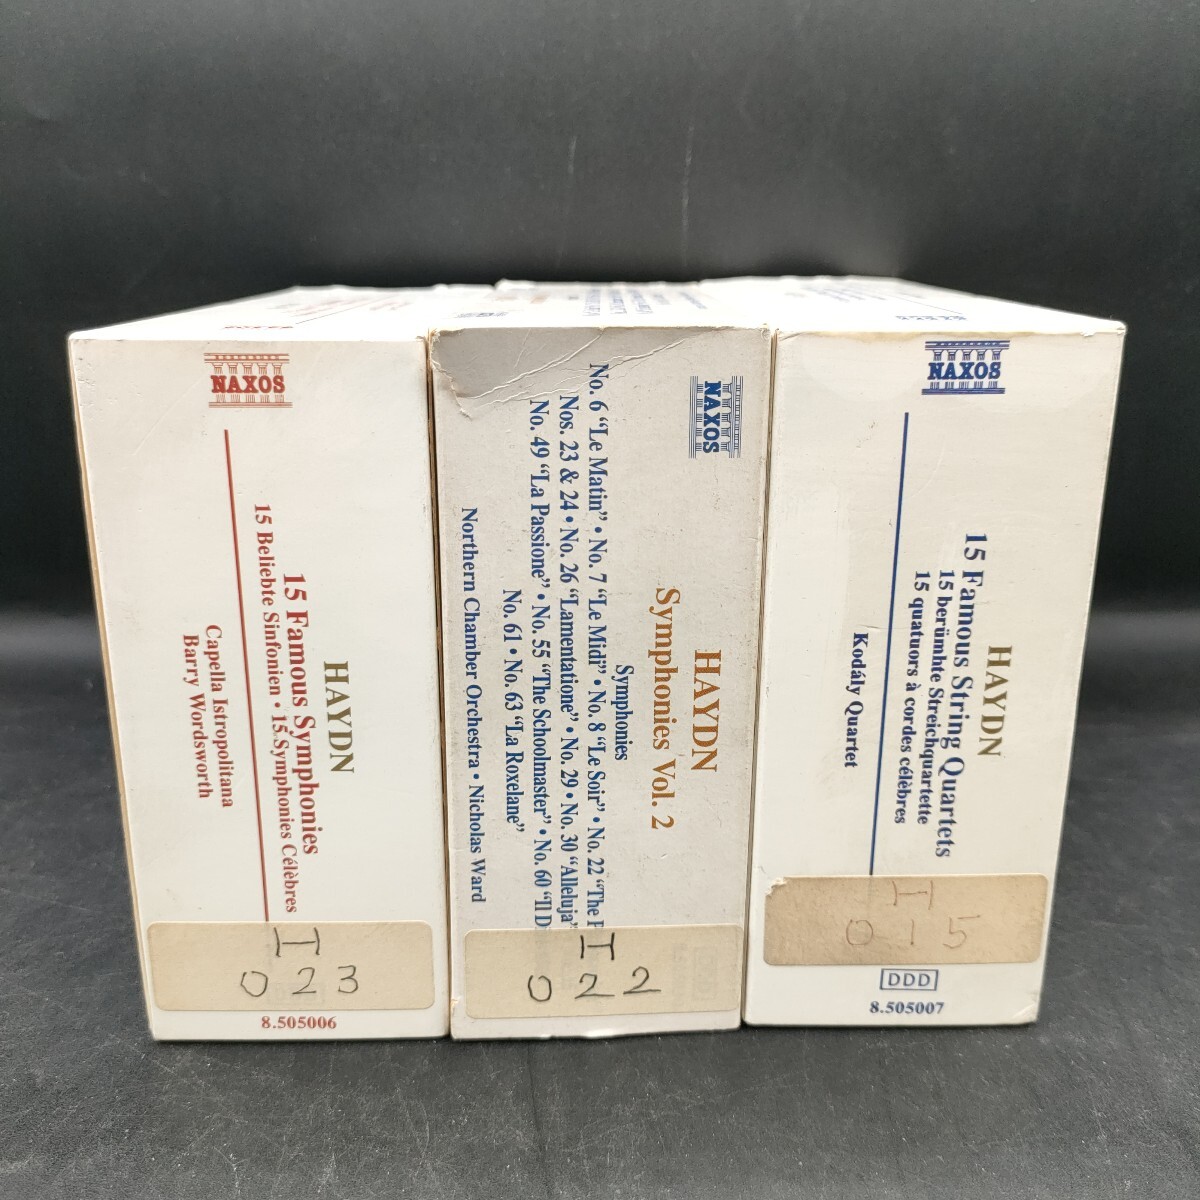 NAXOS
HAYDN
15 Famous Symphonies
15 Beliebte Sinfonien • 15 Symphonies Célèbres
Capella Istropolitana
Barry Wordsworth
H
023
8.505006
NAXOS
HAYDN
Symphonies Vol. 2
Symphonies
No. 6 “Le Matin” • No. 7 “Le Midi” • No. 8 “Le Soir” • No. 22 “The
Nos. 23 & 24 • No. 26 “Lamentatione” • No. 29 • No. 30 “Alleluja”
No. 49 “La Passione” • No. 55 “The Schoolmaster” • No. 60 “Il
No. 61 • No. 63 “La Roxelane”
Northern Chamber Orchestra • Nicholas Ward
H
022
DDD
NAXOS
HAYDN
15 Famous String Quartets
15 berümhte Streichquartette
15 quatuors à cordes célèbres
Kodály Quartet
H
015
DDD
8.505007